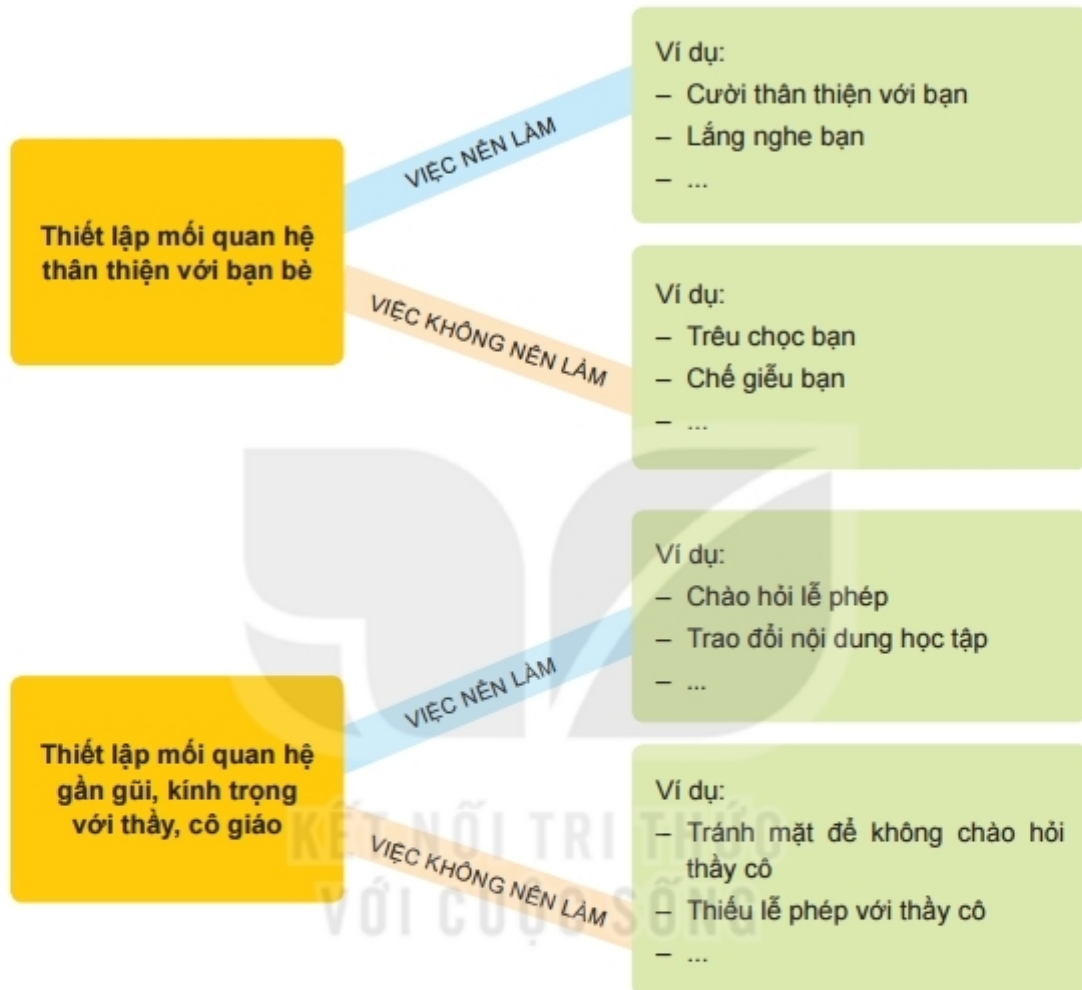 Thiết lập mối quan hệ
thân thiện với bạn bè
VIỆC NÊN LÀM
Ví dụ:
– Cười thân thiện với bạn
– Lắng nghe bạn
– ...
VIỆC KHÔNG NÊN LÀM
Ví dụ:
– Trêu chọc bạn
– Chế giễu bạn
– ...
Thiết lập mối quan hệ
gần gũi, kính trọng
với thầy, cô giáo
VIỆC NÊN LÀM
Ví dụ:
– Chào hỏi lễ phép
– Trao đổi nội dung học tập
– ...
VIỆC KHÔNG NÊN LÀM
Ví dụ:
– Tránh mặt để không chào hỏi
thầy cô
– Thiếu lễ phép với thầy cô
– ...
KẾT NỐI TRI THỨC
VỚI CUỘC SỐNG